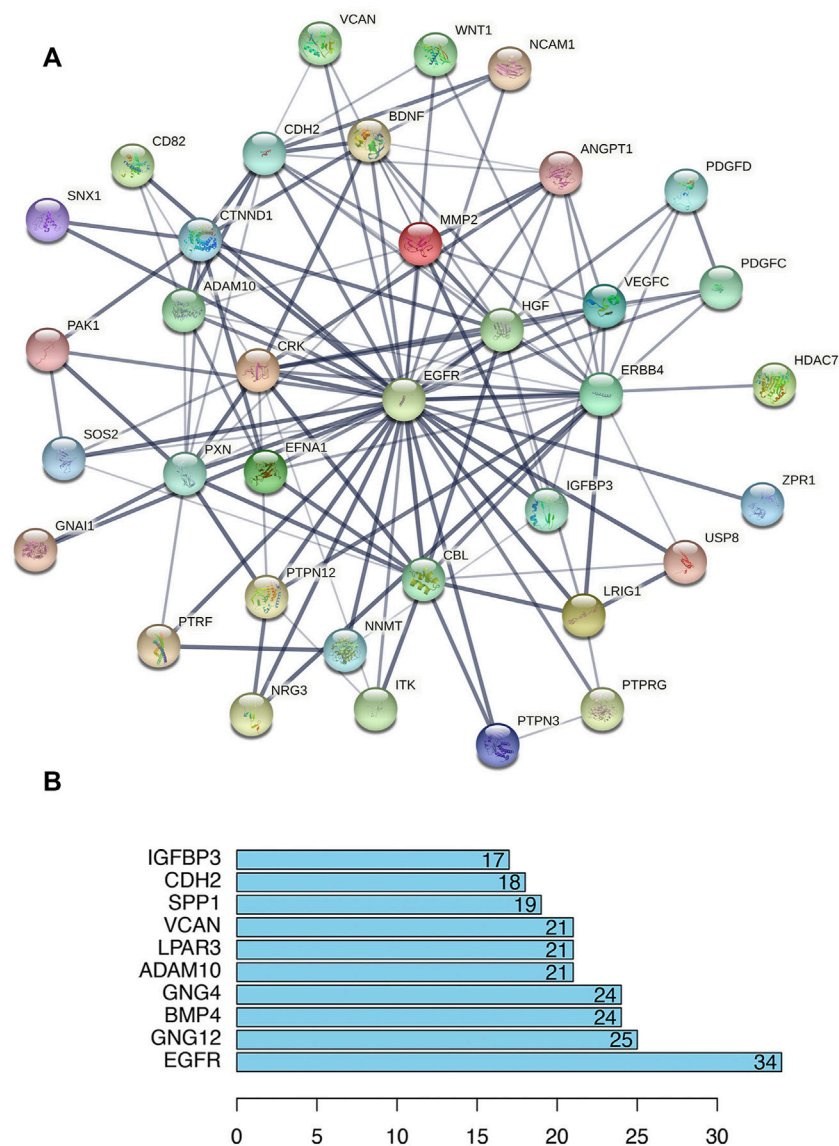 A
VCAN
WNT1
NCAM1
BDNF
CDH2
CD82
ANGPT1
PDGFD
SNX1
CTNND1
MMP2
PDGFC
ADAM10
VEGFC
HGF
PAK1
CRK
EGFR
ERBB4
HDAC7
SOS2
PXN
EFNA1
IGFBP3
ZPR1
GNAI1
USP8
CBL
PTPN12
LRIG1
PTRF
NNMT
NRG3
ITK
PTPRG
PTPN3
B
IGFBP3 17
CDH2 18
SPP1 19
VCAN 21
LPAR3 21
ADAM10 21
GNG4 24
BMP4 24
GNG12 25
EGFR 34
0 5 10 15 20 25 30